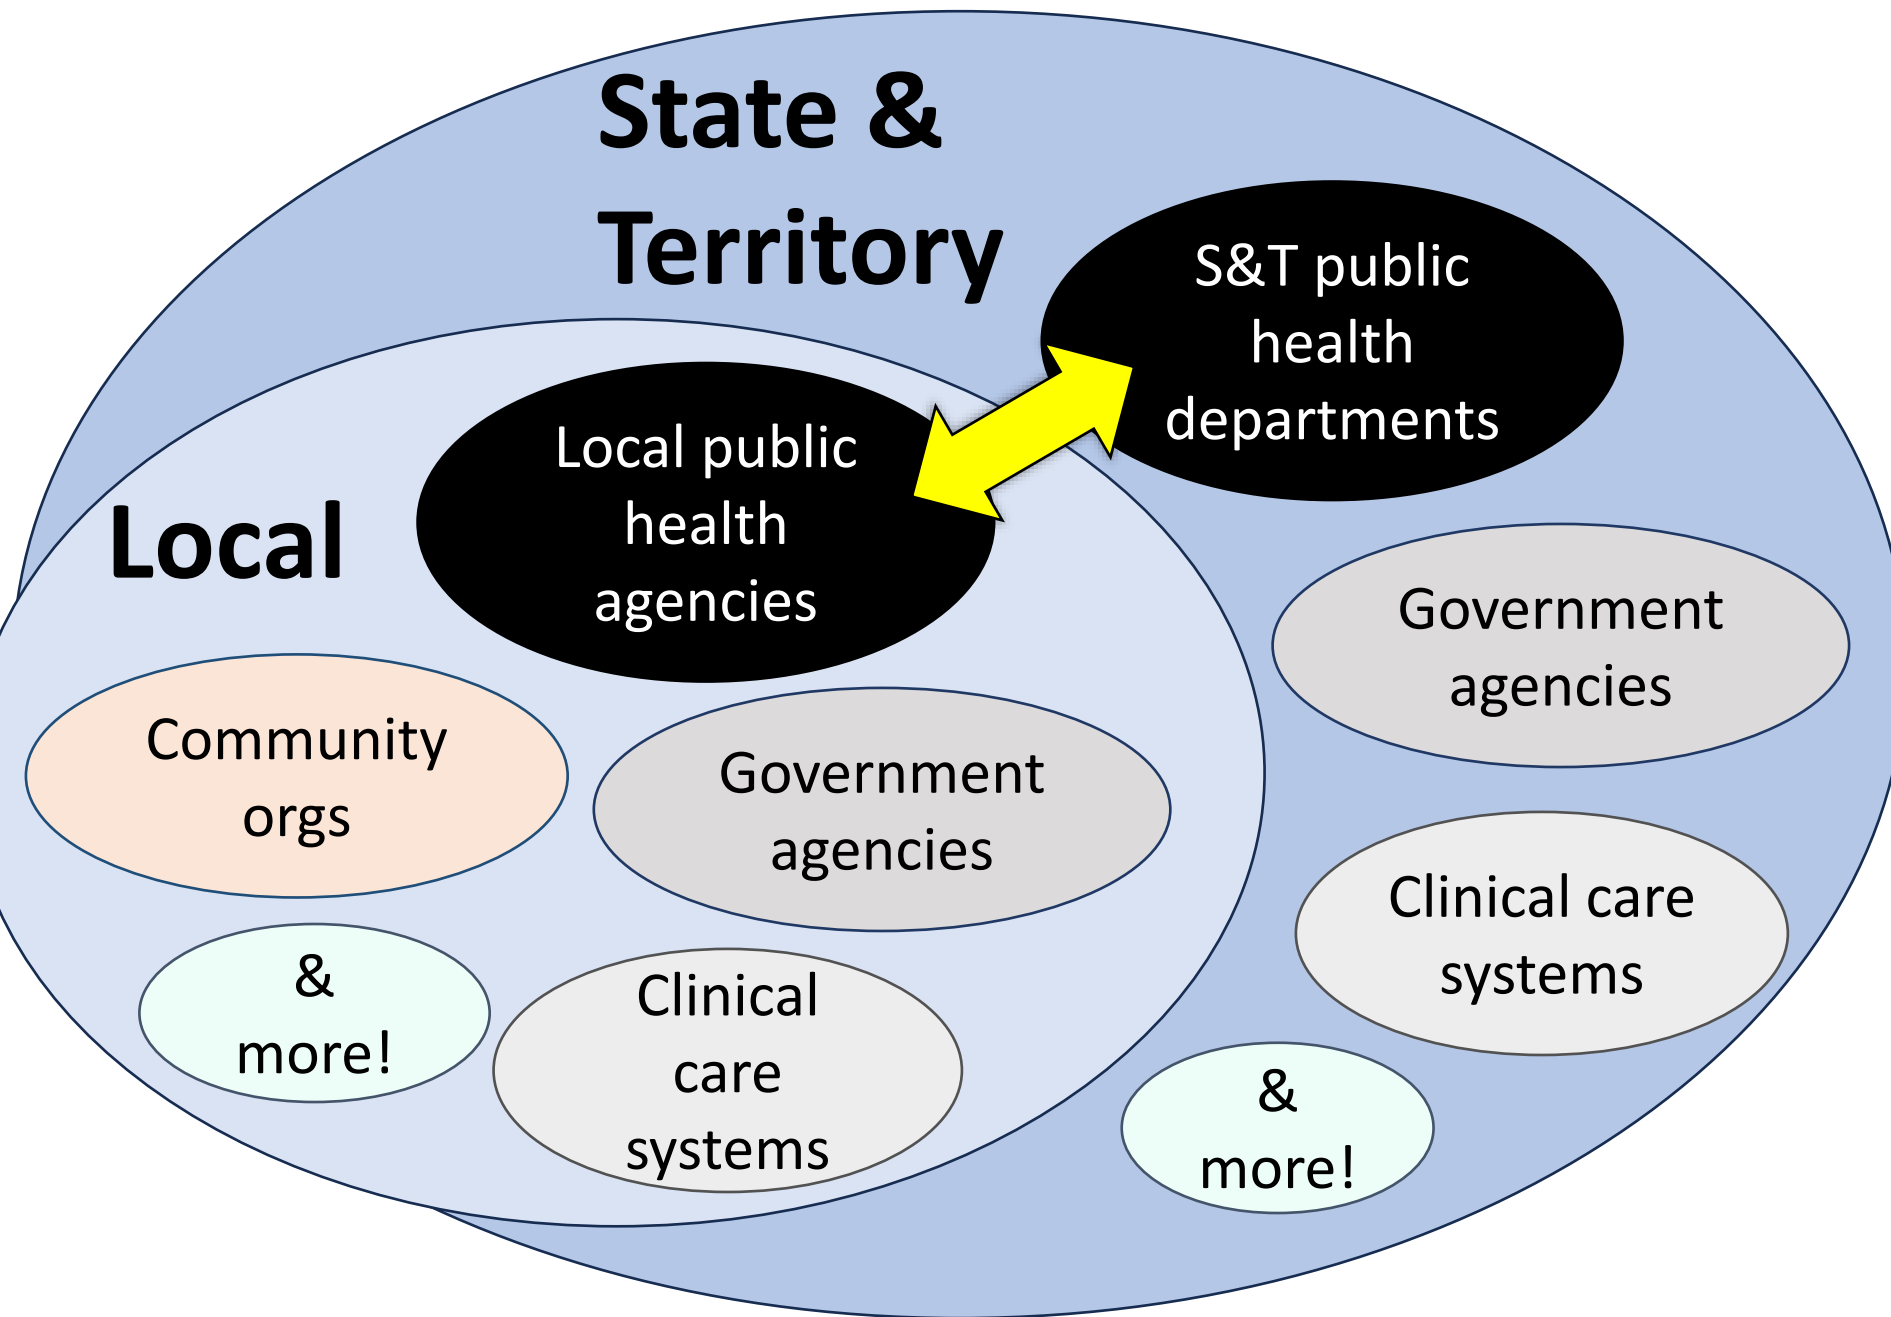 State &
Territory
S&T public
health
departments
Local public
health
agencies
Local
Government
agencies
Community
orgs
Government
agencies
Clinical care
systems
&
more!
Clinical
care
systems
&
more!